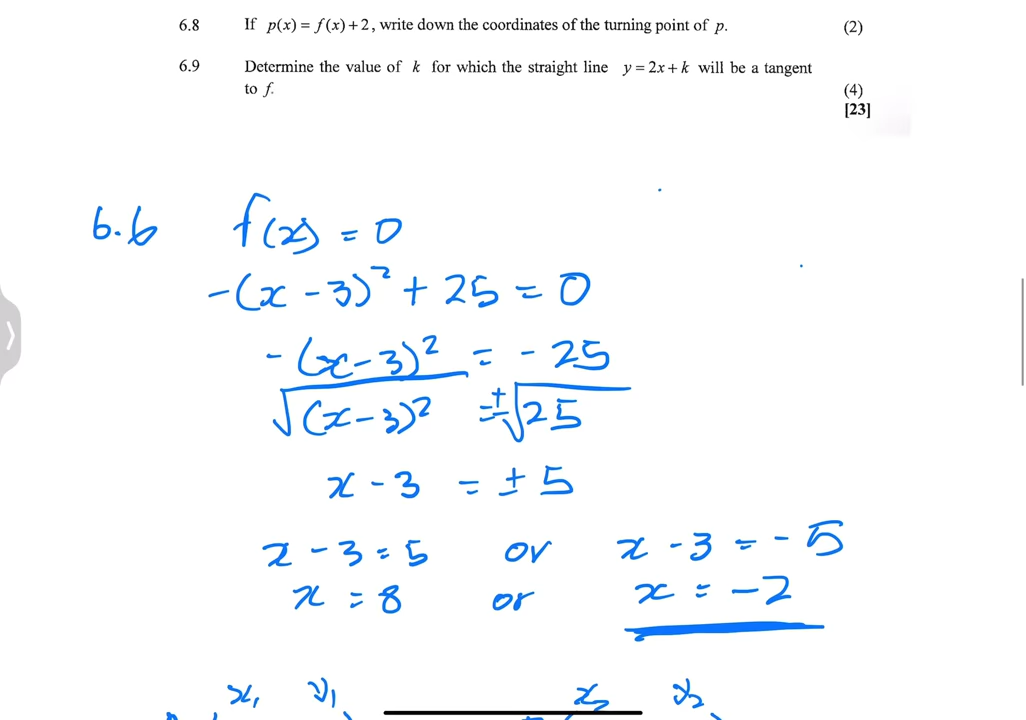 6.8 If p(x) = f(x) + 2, write down the coordinates of the turning point of p. (2)
6.9 Determine the value of k for which the straight line y = 2x + k will be a tangent
to f. (4)
[23]
6.6 f(x) = 0
-(x - 3)² + 25 = 0
-(x - 3)² = -25
√(x - 3)² = ±√25
x - 3 = ± 5
x - 3 = 5 or x - 3 = -5
x = 8 or x = -2
x₁ y₁ x₂ y₂